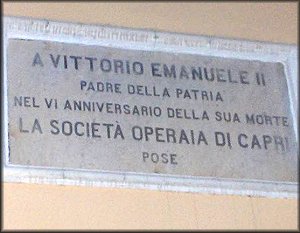 A VITTORIO EMANUELE II
PADRE DELLA PATRIA
NEL VI ANNIVERSARIO DELLA SUA MORTE
LA SOCIETÀ OPERAIA DI CAPRI
POSE